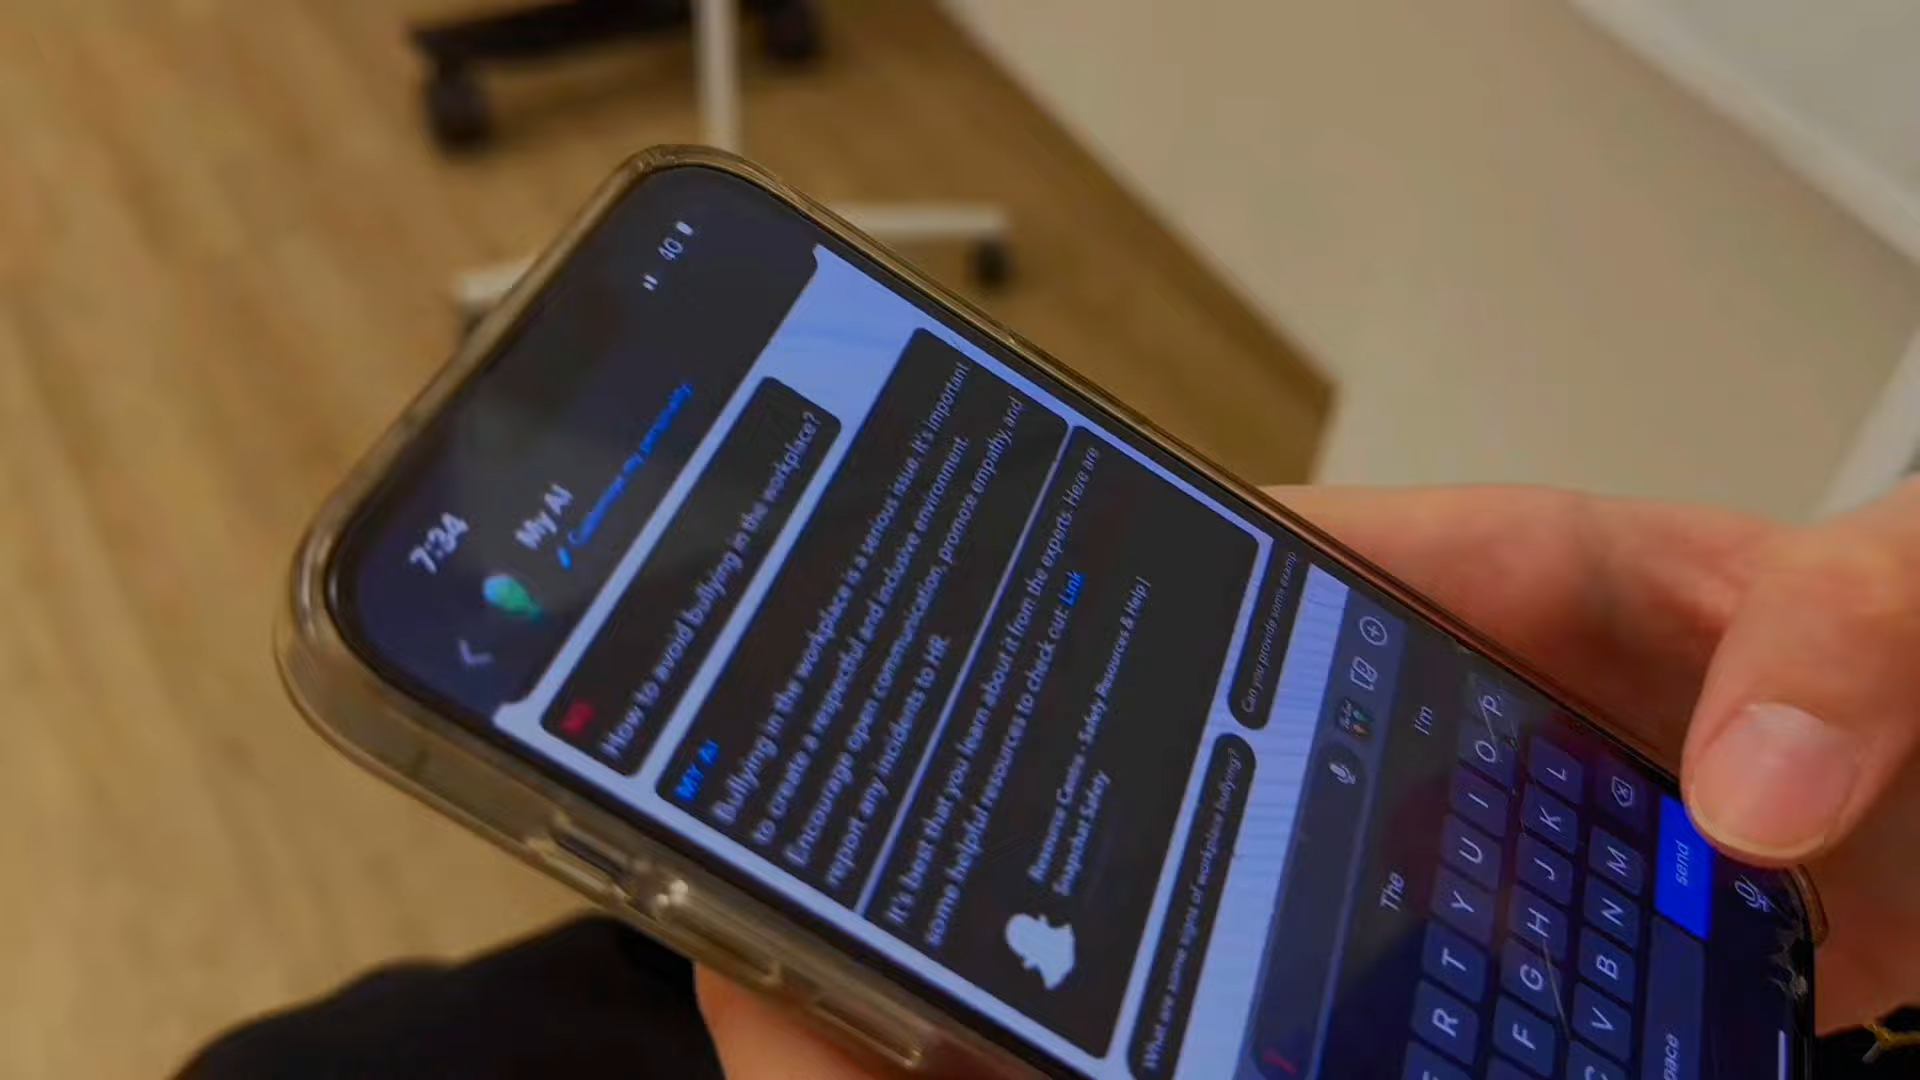 7:34
40
My AI
ME
How to avoid bullying in the workplace?
MY AI
Bullying in the workplace is a serious issue. It's important
to create a respectful and inclusive environment.
Encourage open communication, promote empathy, and
report any incidents to HR
It's best that you learn about it from the experts. Here are
some helpful resources to check out: Link
Resource Centre - Safety Resources & Help |
Snapchat Safety
What are some signs of workplace bullying?
Can you provide some examp
The
I'm
R T Y U I O P
F G H J K L
C V B N M
pace
send